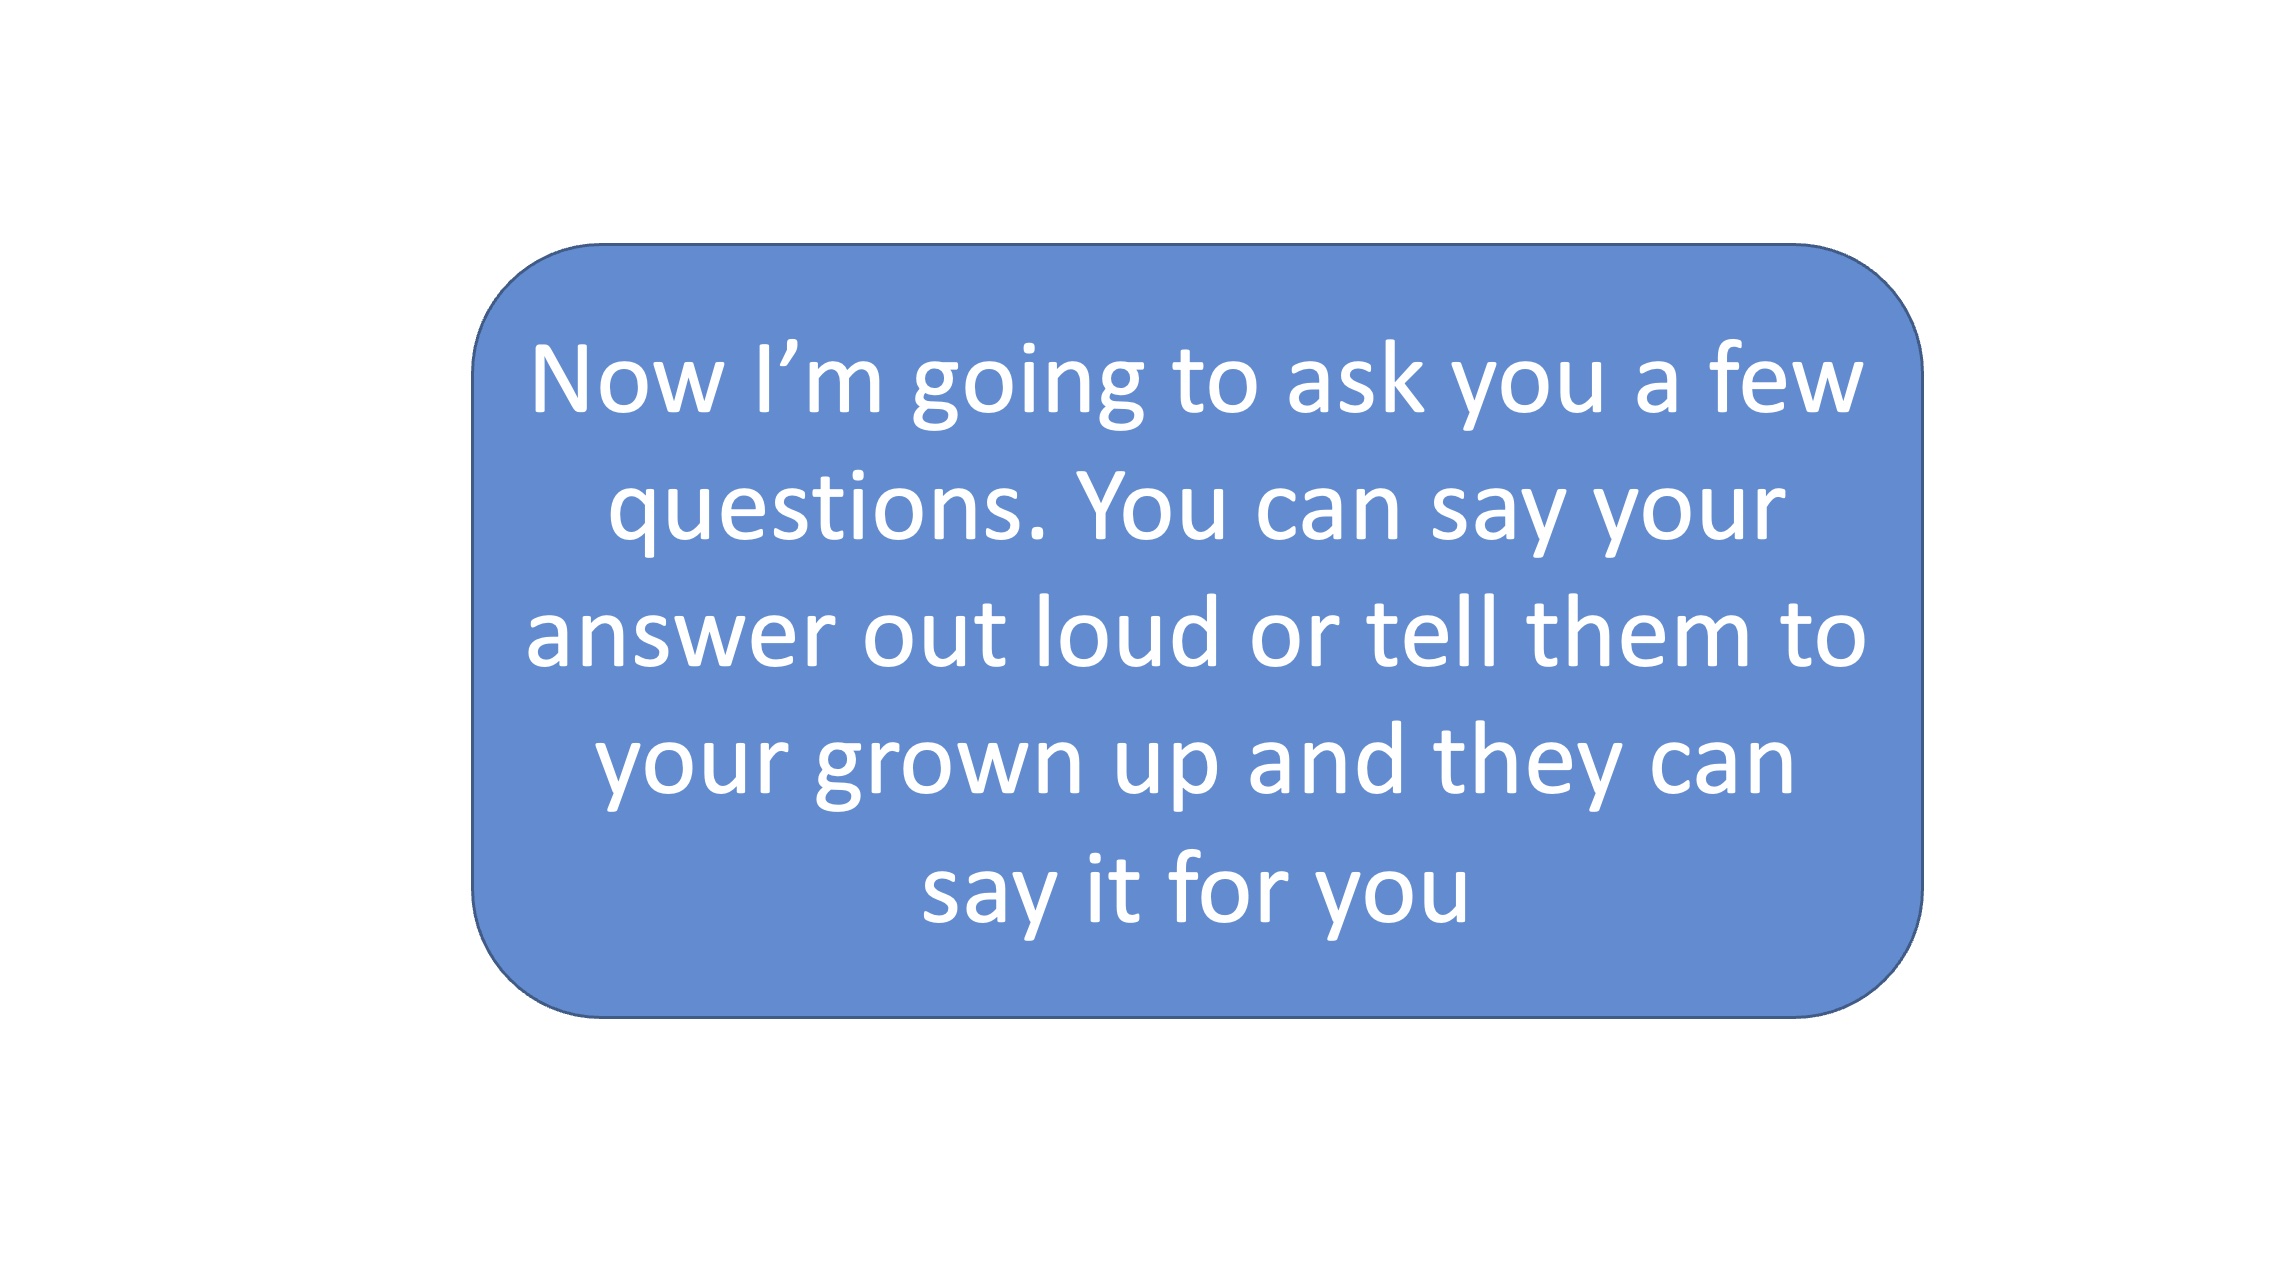 Now I’m going to ask you a few
questions. You can say your
answer out loud or tell them to
your grown up and they can
say it for you